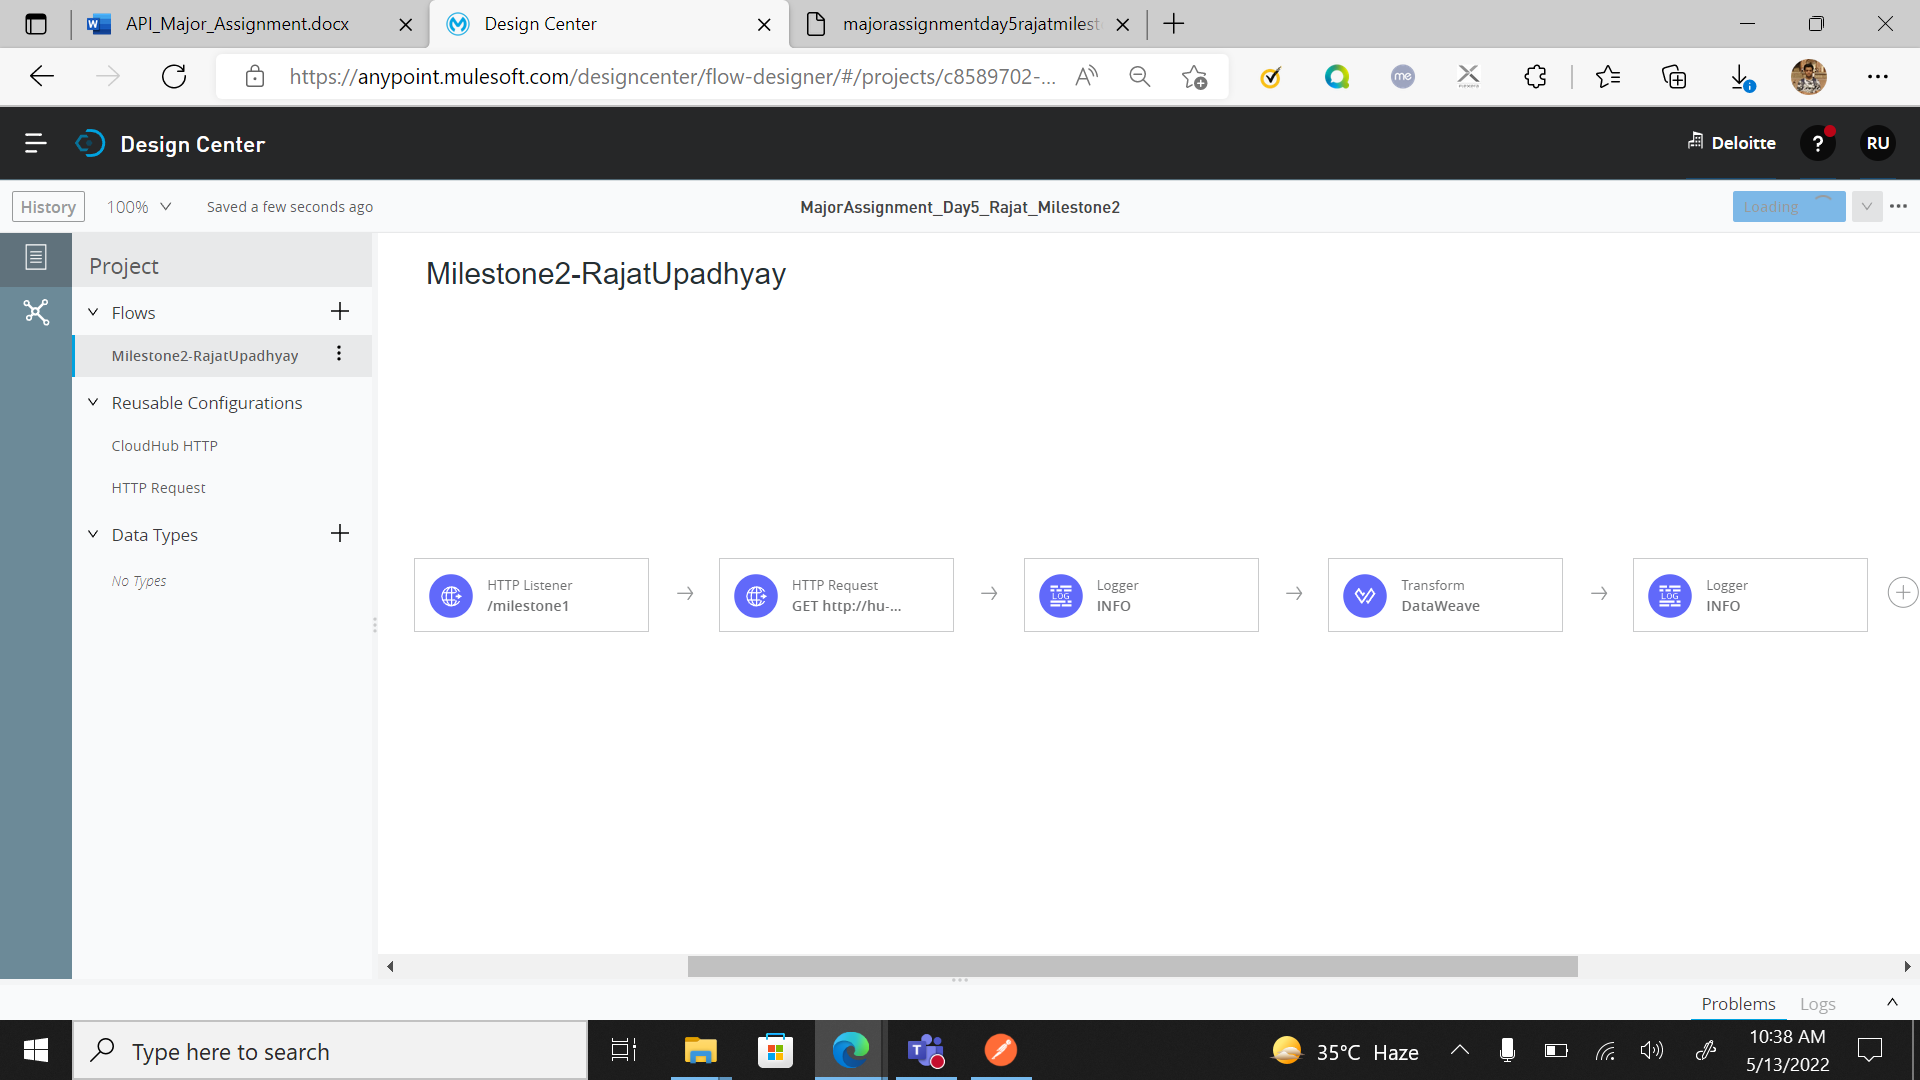 API_Major_Assignment.docx
Design Center
majorassignmentday5rajatmilest
https://anypoint.mulesoft.com/designcenter/flow-designer/#/projects/c8589702-...
me
Design Center
Deloitte
?
RU
History
100%
Saved a few seconds ago
MajorAssignment_Day5_Rajat_Milestone2
Loading
Project
Milestone2-RajatUpadhyay
Flows
Milestone2-RajatUpadhyay
Reusable Configurations
CloudHub HTTP
HTTP Request
Data Types
No Types
HTTP Listener
/milestone1
HTTP Request
GET http://hu-...
LOG
Logger
INFO
Transform
DataWeave
LOG
Logger
INFO
Problems
Logs
Type here to search
35°C Haze
10:38 AM
5/13/2022